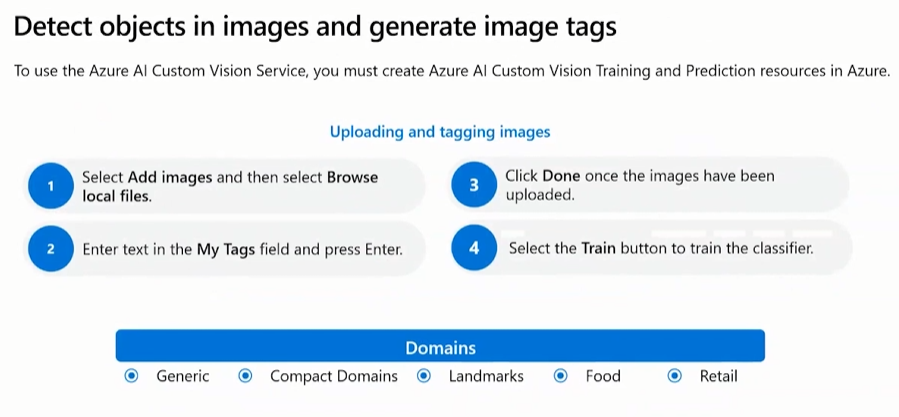 Detect objects in images and generate image tags
To use the Azure AI Custom Vision Service, you must create Azure AI Custom Vision Training and Prediction resources in Azure.
Uploading and tagging images
1
Select Add images and then select Browse
local files.
2
Enter text in the My Tags field and press Enter.
3
Click Done once the images have been
uploaded.
4
Select the Train button to train the classifier.
Domains
Generic
Compact Domains
Landmarks
Food
Retail